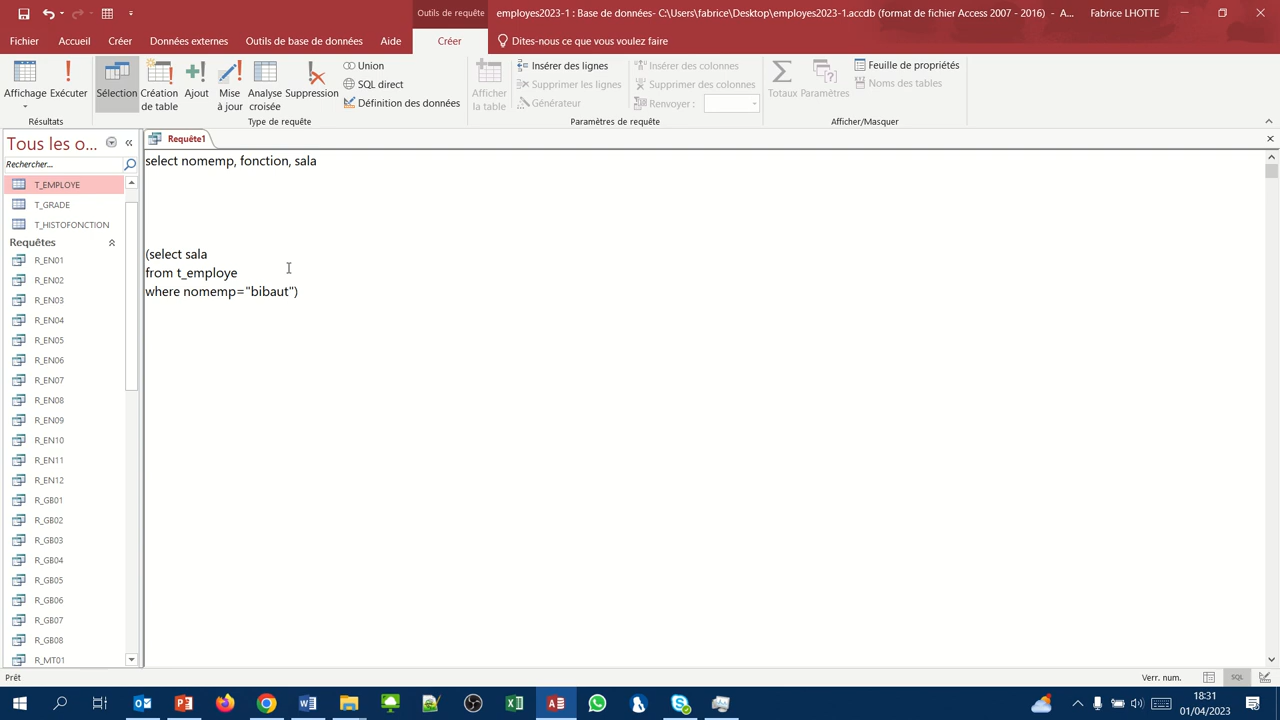 Outils de requête
employes2023-1 : Base de données- C:\Users\fabrice\Desktop\employes2023-1.accdb (format de fichier Access 2007 - 2016) - A...
Fabrice LHOTTE
Fichier Accueil Créer Données externes Outils de base de données Aide Créer Dites-nous ce que vous voulez faire
Affichage
Exécuter
Résultats
Sélection
Création de table
Ajout
Mise à jour
Analyse croisée
Suppression
Union
SQL direct
Définition des données
Type de requête
Afficher la table
Insérer des lignes
Supprimer les lignes
Générateur
Insérer des colonnes
Supprimer des colonnes
Renvoyer :
Paramètres de requête
Totaux
Paramètres
Feuille de propriétés
Noms des tables
Afficher/Masquer
Tous les o...
Rechercher...
T_EMPLOYE
T_GRADE
T_HISTOFONCTION
Requêtes
R_EN01
R_EN02
R_EN03
R_EN04
R_EN05
R_EN06
R_EN07
R_EN08
R_EN09
R_EN10
R_EN11
R_EN12
R_GB01
R_GB02
R_GB03
R_GB04
R_GB05
R_GB06
R_GB07
R_GB08
R_MT01
Requête1
select nomemp, fonction, sala
(select sala
from t_employe
where nomemp="bibaut")
Prêt
Verr. num.
SQL
18:31
01/04/2023